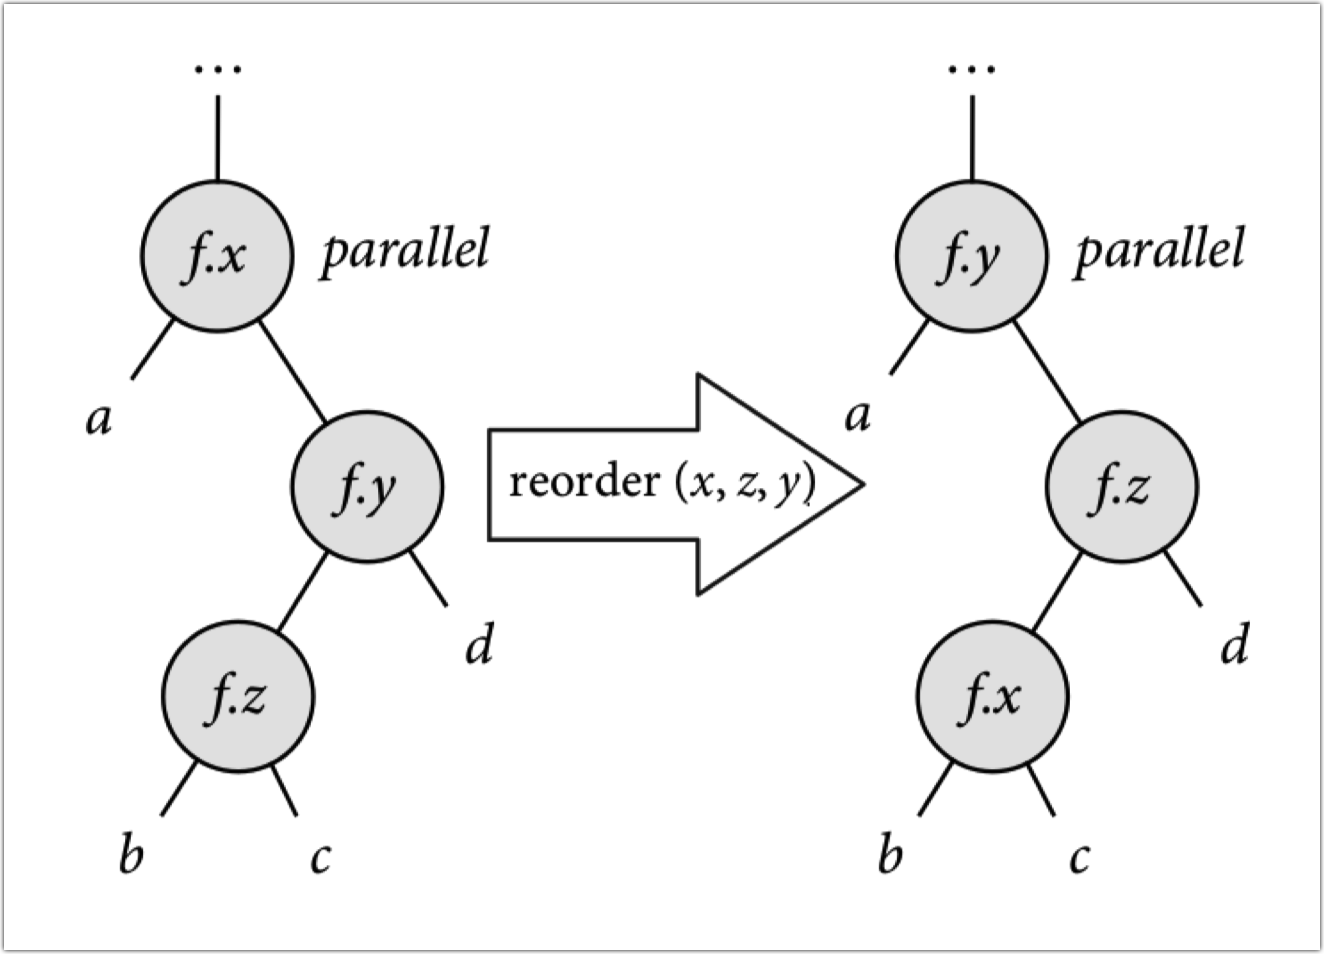 ...
...
f.x
parallel
f.y
parallel
a
a
f.y
reorder (x, z, y)
f.z
d
d
f.z
f.x
b
c
b
c